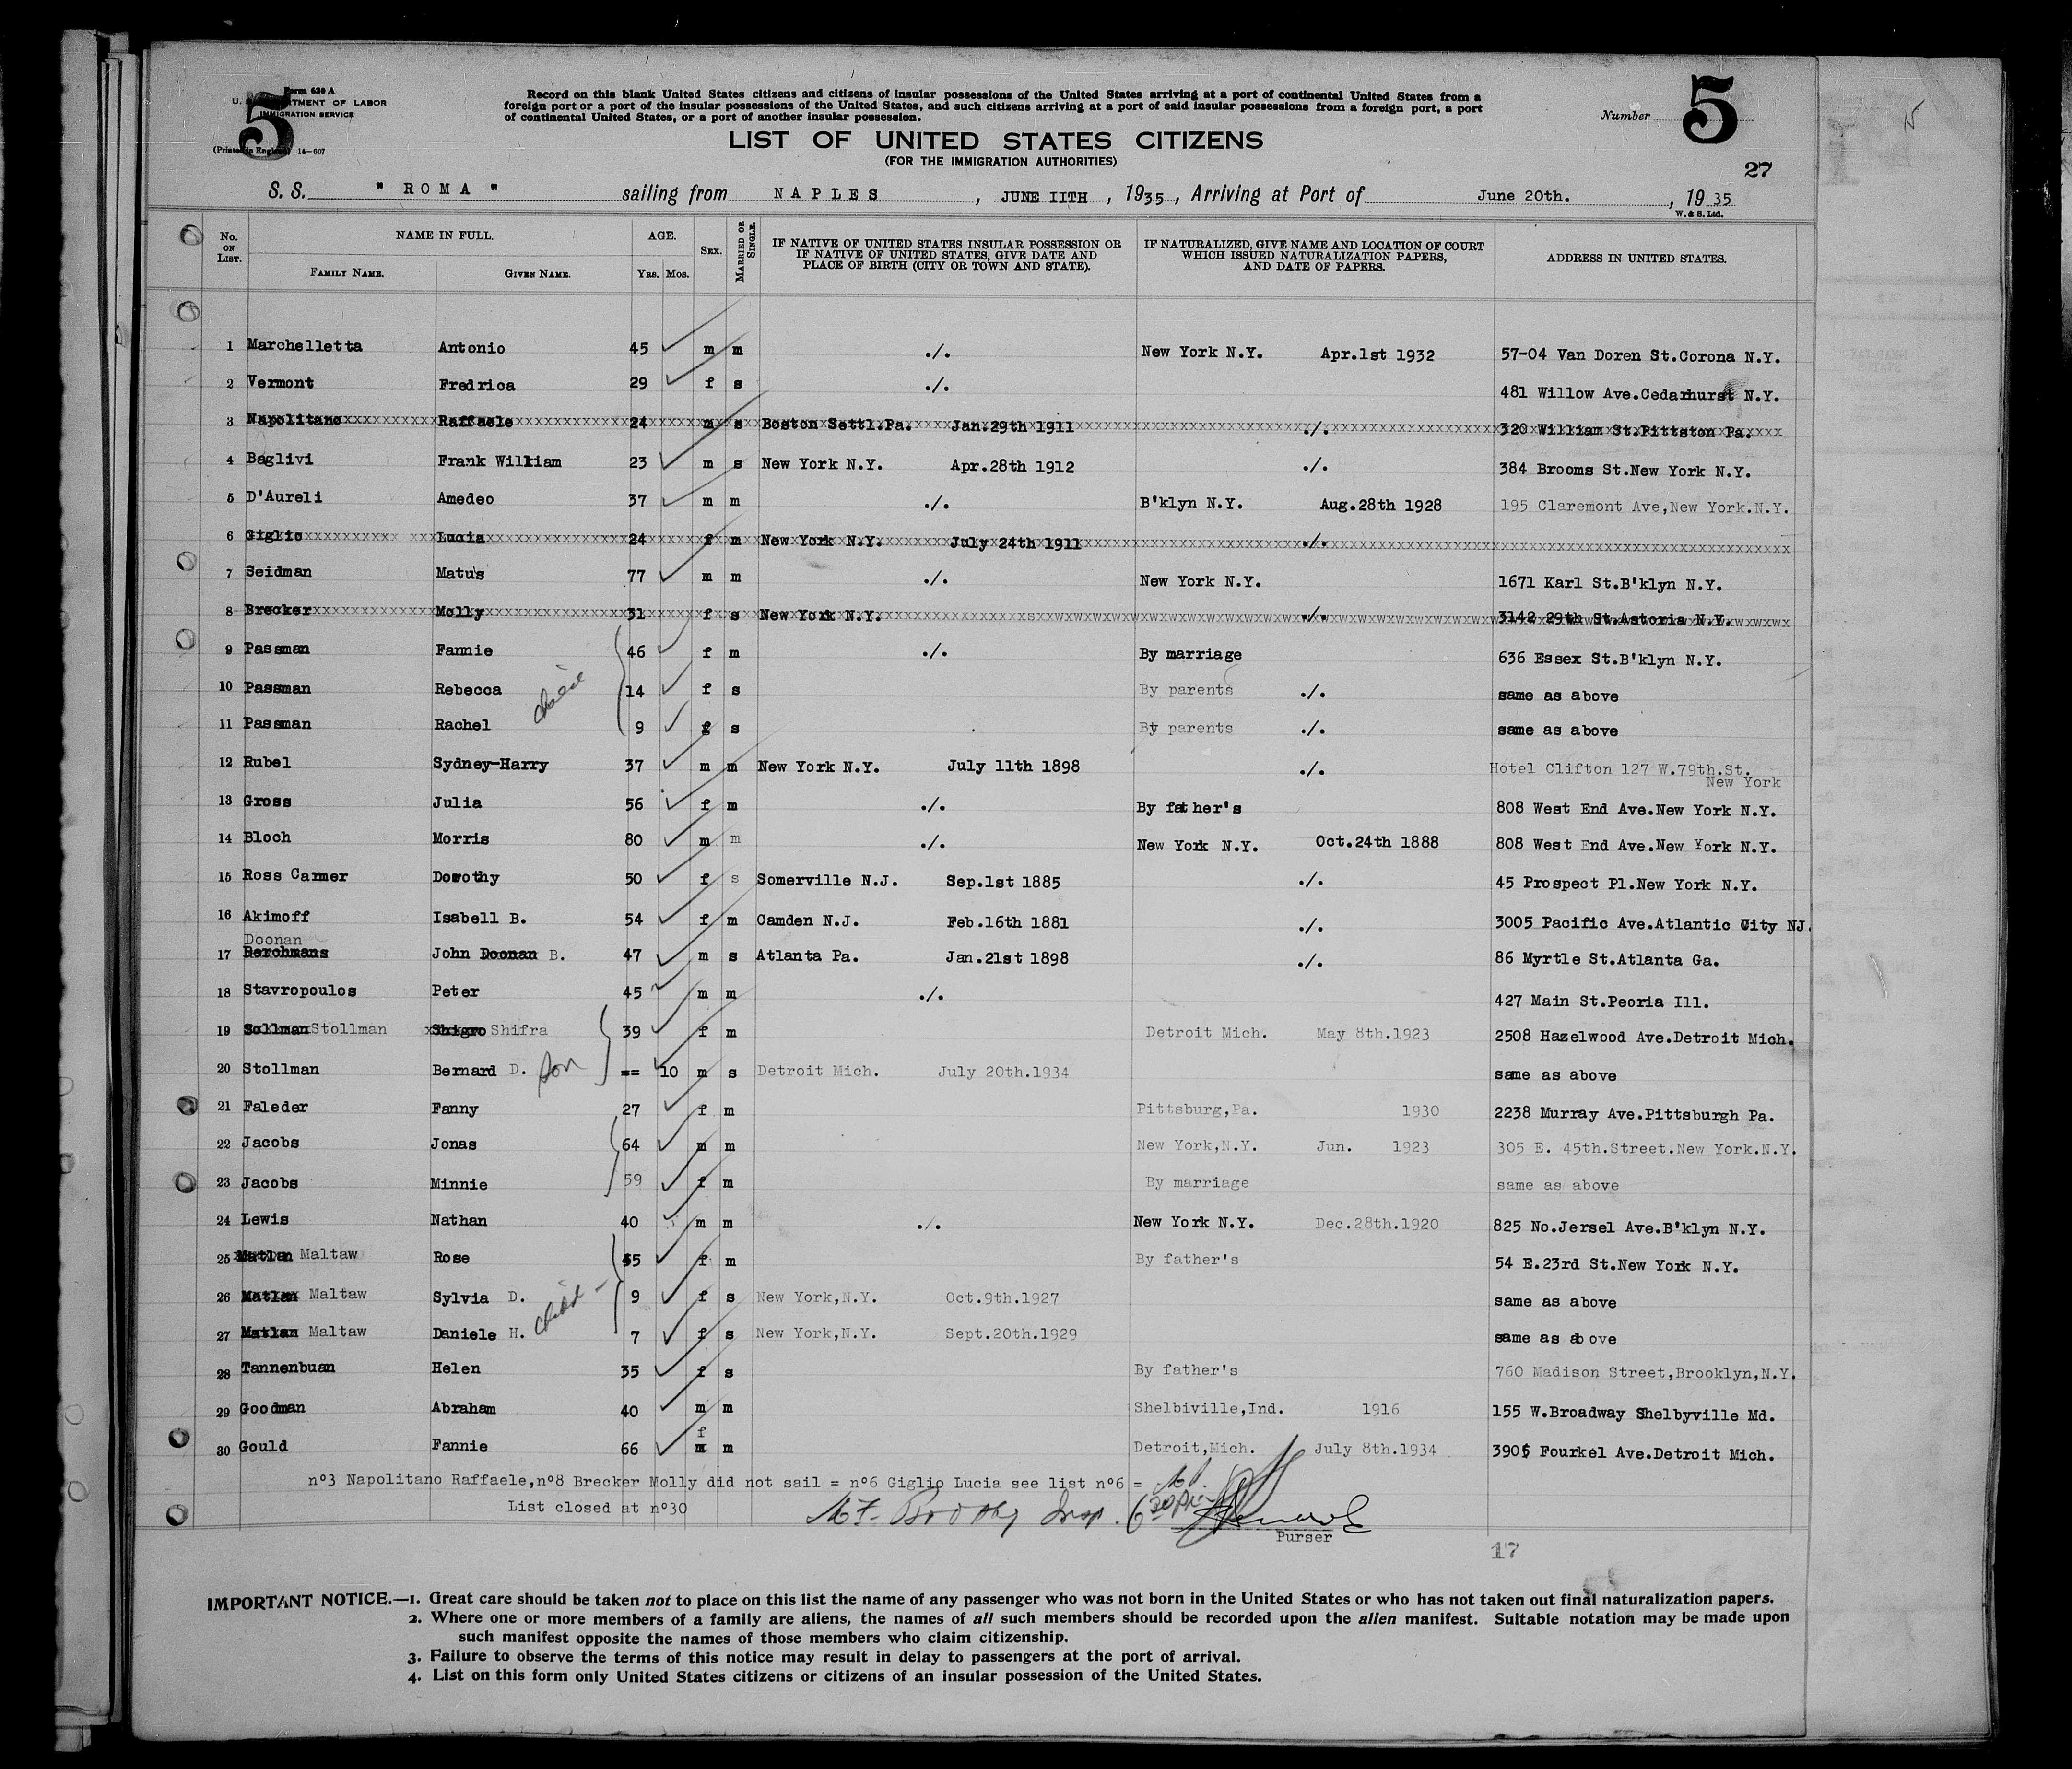 Form 630 A
U. S. DEPARTMENT OF LABOR
IMMIGRATION SERVICE
(Printed in England) 14-607
5
Record on this blank United States citizens and citizens of insular possessions of the United States arriving at a port of continental United States from a
foreign port or a port of the insular possessions of the United States, and such citizens arriving at a port of said insular possessions from a foreign port, a port
of continental United States, or a port of another insular possession.
Number 5
LIST OF UNITED STATES CITIZENS
(FOR THE IMMIGRATION AUTHORITIES)
27
S. S. " ROMA " sailing from NAPLES , JUNE IITH , 1935 , Arriving at Port of June 20th. , 19 35
W. & S. Ltd.
No. ON LIST. NAME IN FULL. FAMILY NAME. GIVEN NAME. AGE. YRS. MOS. SEX. MARRIED OR SINGLE. IF NATIVE OF UNITED STATES INSULAR POSSESSION OR IF NATIVE OF UNITED STATES, GIVE DATE AND PLACE OF BIRTH (CITY OR TOWN AND STATE). IF NATURALIZED, GIVE NAME AND LOCATION OF COURT WHICH ISSUED NATURALIZATION PAPERS, AND DATE OF PAPERS. ADDRESS IN UNITED STATES.
1 Marchelletta Antonio 45 m m ./. New York N.Y. Apr.1st 1932 57-04 Van Doren St.Corona N.Y.
2 Vermont Fredrica 29 f s ./. 481 Willow Ave.Cedarhurst N.Y.
3 Napolitano Raffaele 24 m s Boston Settl.Pa. Jan.29th 1911 ./. 320 William St.Pittston Pa.
4 Baglivi Frank William 23 m s New York N.Y. Apr.28th 1912 ./. 384 Brooms St.New York N.Y.
5 D'Aureli Amedeo 37 m m ./. B'klyn N.Y. Aug.28th 1928 195 Claremont Ave,New York.N.Y.
6 Giglio Lucia 24 f m New York N.Y. July 24th 1911 ./.
7 Seidman Matus 77 m m ./. New York N.Y. 1671 Karl St.B'klyn N.Y.
8 Brecker Molly 31 f s New York N.Y. ./. 3142 29th St.Astoria N.Y.
9 Passman Fannie 46 f m ./. By marriage 636 Essex St.B'klyn N.Y.
10 Passman Rebecca child 14 f s By parents ./. same as above
11 Passman Rachel 9 f s By parents ./. same as above
12 Rubel Sydney-Harry 37 m m New York N.Y. July 11th 1898 ./. Hotel Clifton 127 W.79th.St.
New York
13 Gross Julia 56 f m ./. By father's 808 West End Ave.New York N.Y.
14 Bloch Morris 80 m m ./. New York N.Y. Oct.24th 1888 808 West End Ave.New York N.Y.
15 Ross Carmer Dorothy 50 f s Somerville N.J. Sep.1st 1885 ./. 45 Prospect Pl.New York N.Y.
16 Akimoff Isabell B. 54 f m Camden N.J. Feb.16th 1881 ./. 3005 Pacific Ave.Atlantic City NJ.
Doonan
17 Berchmans John Doonan B. 47 m s Atlanta Pa. Jan.21st 1898 ./. 86 Myrtle St.Atlanta Ga.
18 Stavropoulos Peter 45 m m ./. 427 Main St.Peoria Ill.
19 Sollman Stollman Shigro Shifra 39 f m Detroit Mich. May 8th.1923 2508 Hazelwood Ave.Detroit Mich.
20 Stollman Bernard D. son == 10 m s Detroit Mich. July 20th.1934 same as above
21 Faleder Fanny 27 f m Pittsburg,Pa. 1930 2238 Murray Ave.Pittsburgh Pa.
22 Jacobs Jonas 64 m m New York,N.Y. Jun. 1923 305 E. 45th.Street.New York.N.Y.
23 Jacobs Minnie 59 f m By marriage same as above
24 Lewis Nathan 40 m m ./. New York N.Y. Dec.28th.1920 825 No.Jersel Ave.B'klyn N.Y.
25 Matlan Maltaw Rose f m By father's 54 E.23rd St.New York N.Y.
26 Matlan Maltaw Sylvia D. child 9 f s New York,N.Y. Oct.9th.1927 same as above
27 Matlan Maltaw Daniele H. 7 f s New York,N.Y. Sept.20th.1929 same as above
28 Tannenbuan Helen 35 f s By father's 760 Madison Street,Brooklyn,N.Y.
29 Goodman Abraham 40 m m Shelbiville,Ind. 1916 155 W.Broadway Shelbyville Md.
30 Gould Fannie 66 f m m Detroit,Mich. July 8th.1934 3905 Fourkel Ave.Detroit Mich.
nº3 Napolitano Raffaele,nº8 Brecker Molly did not sail = nº6 Giglio Lucia see list nº6 =
List closed at nº30
Insp.
Purser
17
IMPORTANT NOTICE.—1. Great care should be taken not to place on this list the name of any passenger who was not born in the United States or who has not taken out final naturalization papers.
2. Where one or more members of a family are aliens, the names of all such members should be recorded upon the alien manifest. Suitable notation may be made upon
such manifest opposite the names of those members who claim citizenship.
3. Failure to observe the terms of this notice may result in delay to passengers at the port of arrival.
4. List on this form only United States citizens or citizens of an insular possession of the United States.